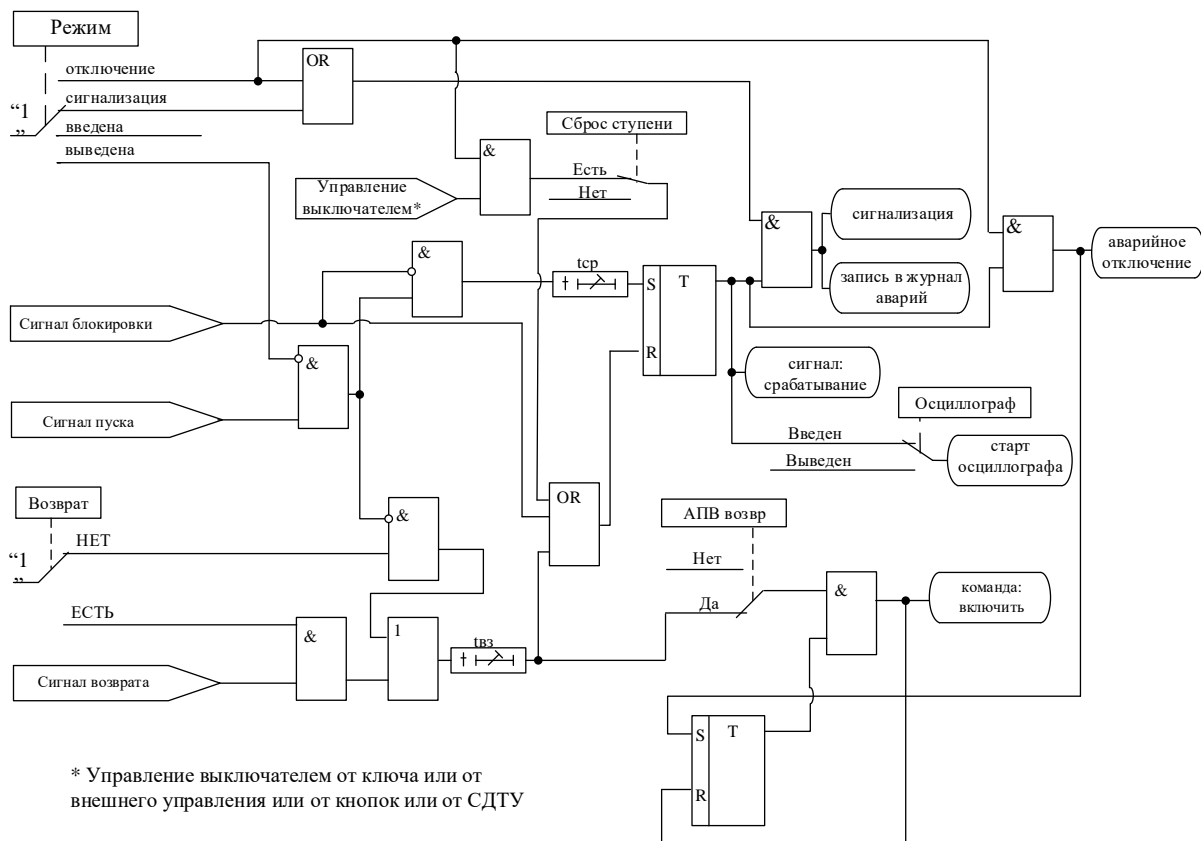 Режим
отключение
OR
сигнализация
“1
”
введена
выведена
Сброс ступени
&
Есть
Нет
Управление
выключателем*
&
сигнализация
&
аварийное
отключение
запись в журнал
аварий
&
tср
S
T
R
Сигнал блокировки
&
сигнал:
срабатывание
Осциллограф
Сигнал пуска
Введен
старт
осциллографа
Выведен
Возврат
OR
АПВ возвр
&
“1
”
НЕТ
Нет
&
команда:
включить
Да
ЕСТЬ
&
1
tвз
Сигнал возврата
S
T
R
* Управление выключателем от ключа или от
внешнего управления или от кнопок или от СДТУ